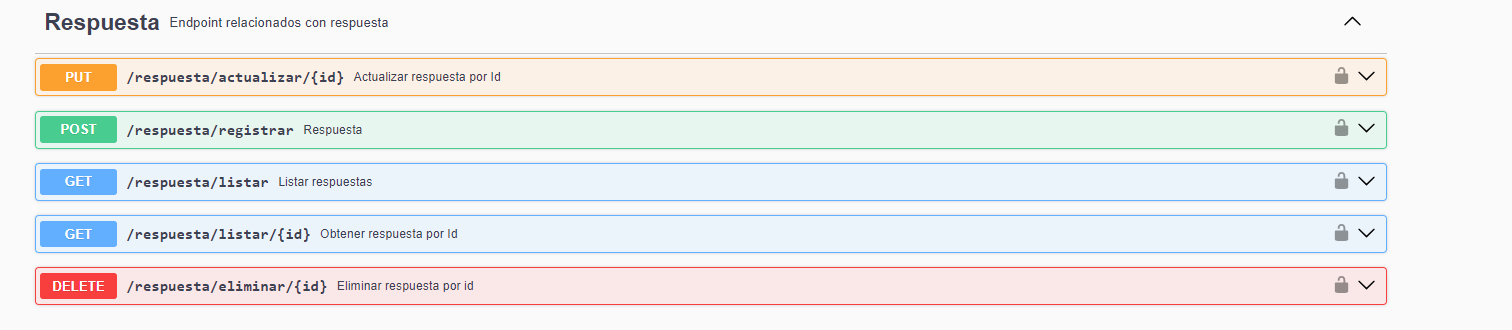 Respuesta Endpoint relacionados con respuesta
PUT /respuesta/actualizar/{id} Actualizar respuesta por Id
POST /respuesta/registrar Respuesta
GET /respuesta/listar Listar respuestas
GET /respuesta/listar/{id} Obtener respuesta por Id
DELETE /respuesta/eliminar/{id} Eliminar respuesta por id